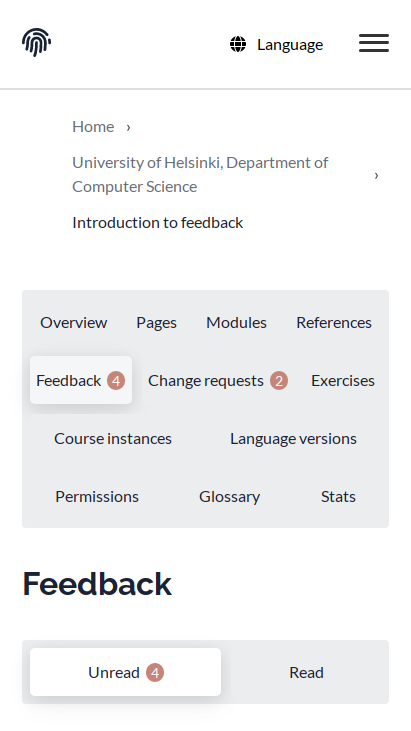 Language
Home ›
University of Helsinki, Department of
Computer Science ›
Introduction to feedback
Overview Pages Modules References
Feedback 4 Change requests 2 Exercises
Course instances Language versions
Permissions Glossary Stats
Feedback
Unread 4 Read